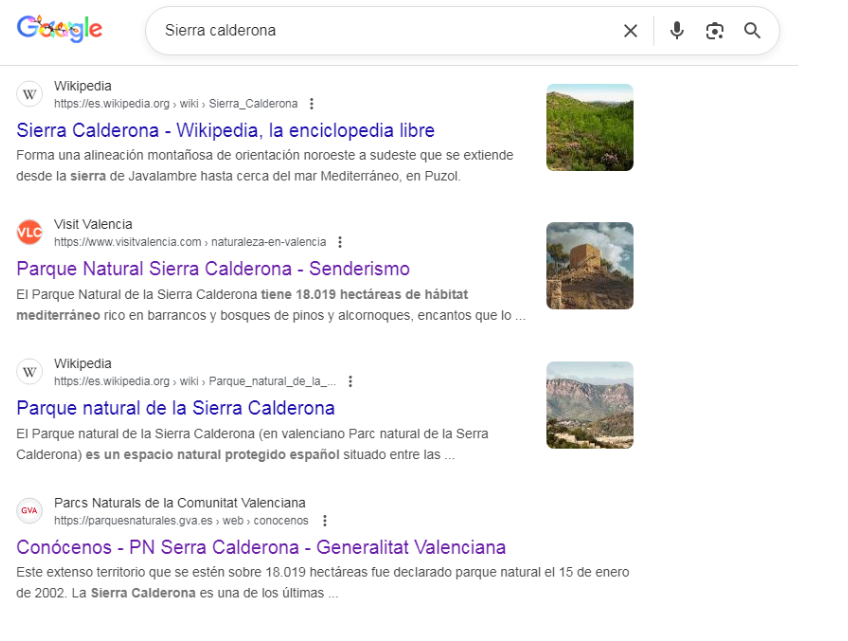 Google
Sierra calderona
W
Wikipedia
https://es.wikipedia.org › wiki › Sierra_Calderona
Sierra Calderona - Wikipedia, la enciclopedia libre
Forma una alineación montañosa de orientación noroeste a sudeste que se extiende
desde la sierra de Javalambre hasta cerca del mar Mediterráneo, en Puzol.
VLC
Visit Valencia
https://www.visitvalencia.com › naturaleza-en-valencia
Parque Natural Sierra Calderona - Senderismo
El Parque Natural de la Sierra Calderona tiene 18.019 hectáreas de hábitat
mediterráneo rico en barrancos y bosques de pinos y alcornoques, encantos que lo ...
W
Wikipedia
https://es.wikipedia.org › wiki › Parque_natural_de_la_...
Parque natural de la Sierra Calderona
El Parque natural de la Sierra Calderona (en valenciano Parc natural de la Serra
Calderona) es un espacio natural protegido español situado entre las ...
GVA
Parcs Naturals de la Comunitat Valenciana
https://parquesnaturales.gva.es › web › conocenos
Conócenos - PN Serra Calderona - Generalitat Valenciana
Este extenso territorio que se estén sobre 18.019 hectáreas fue declarado parque natural el 15 de enero
de 2002. La Sierra Calderona es una de los últimas ...